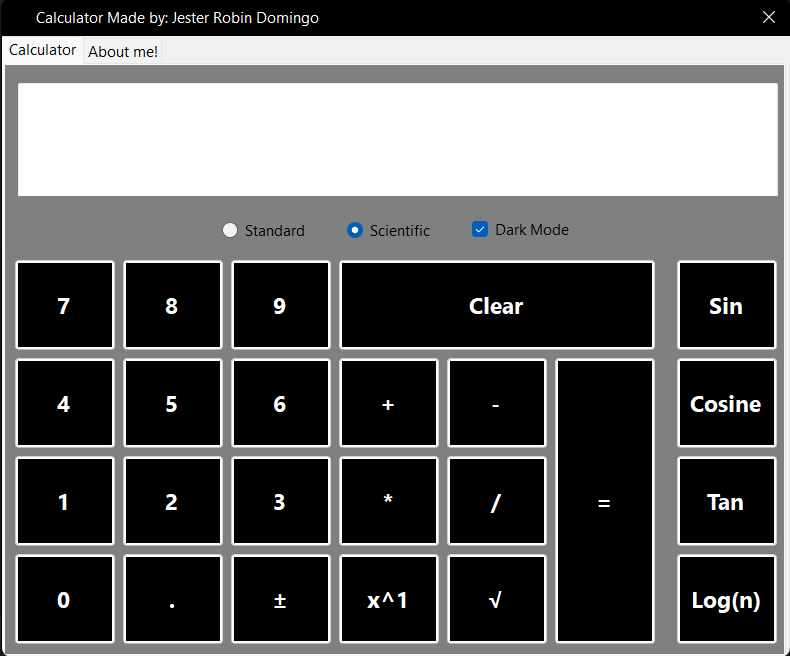 Calculator Made by: Jester Robin Domingo
Calculator About me!
Standard Scientific Dark Mode
7 8 9 Clear Sin
4 5 6 + - Cosine
1 2 3 * / = Tan
0 . ± x^1 √ Log(n)